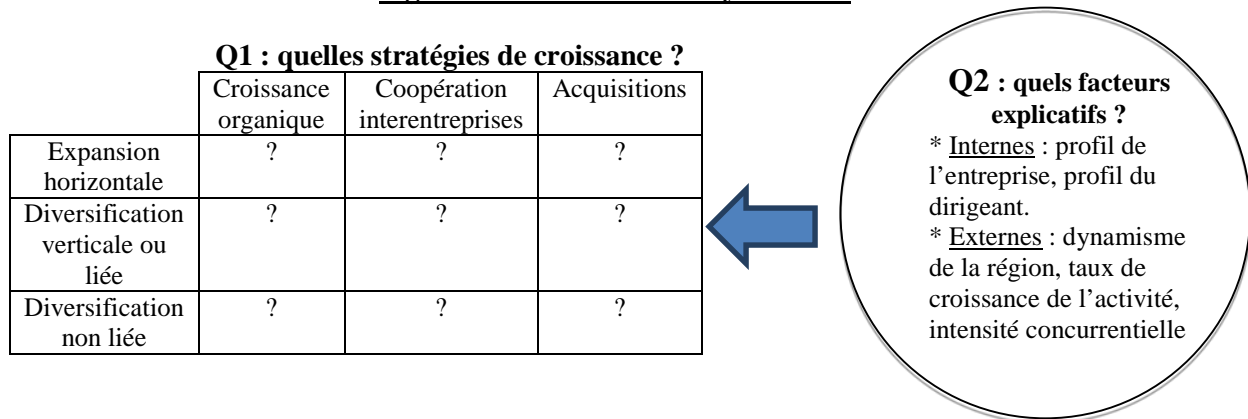 Q1 : quelles stratégies de croissance ?
Croissance organique
Coopération interentreprises
Acquisitions
Expansion horizontale
? ? ?
Diversification verticale ou liée
? ? ?
Diversification non liée
? ? ?
Q2 : quels facteurs
explicatifs ?
* Internes : profil de
l'entreprise, profil du
dirigeant.
* Externes : dynamisme
de la région, taux de
croissance de l'activité,
intensité concurrentielle